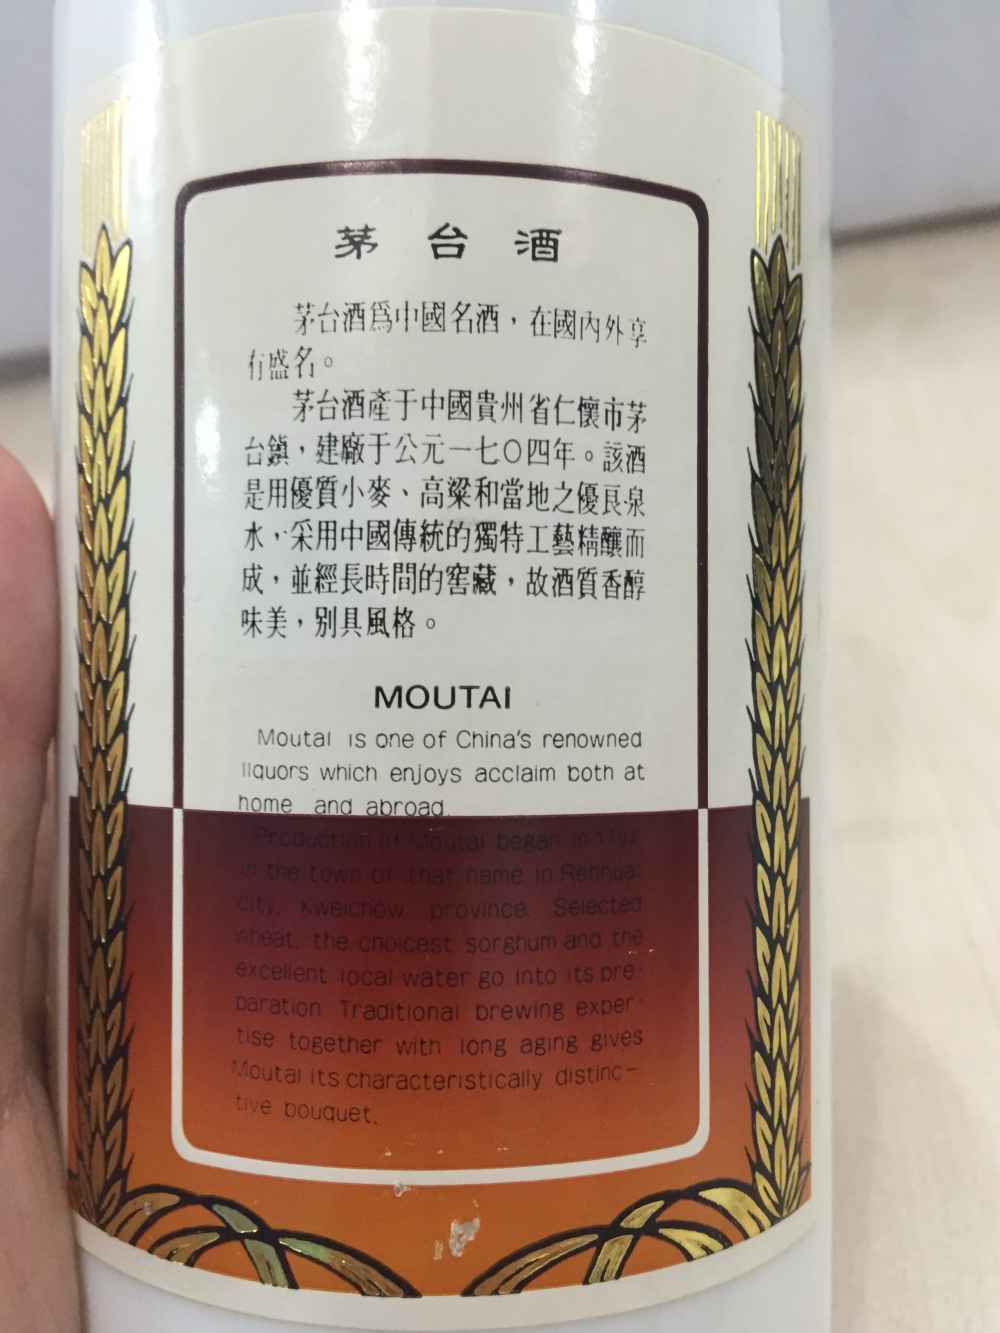 茅台酒
茅台酒爲中國名酒，在國內外享
有盛名。
茅台酒產于中國貴州省仁懷市茅
台鎮，建廠于公元一七〇四年。該酒
是用優質小麥、高粱和當地之優良泉
水，采用中國傳統的獨特工藝精釀而
成，並經長時間的窖藏，故酒質香醇
味美，别具風格。
MOUTAI
Moutai is one of China's renowned
liquors which enjoys acclaim both at
home and abroad.
Production of Moutai began in
in the town of that name in Renhuai
city, Kweichow province. Selected
wheat, the choicest sorghum and the
excellent local water go into its pre-
paration Traditional brewing exper-
tise together with long aging gives
Moutai its characteristically distinc-
tive bouquet.